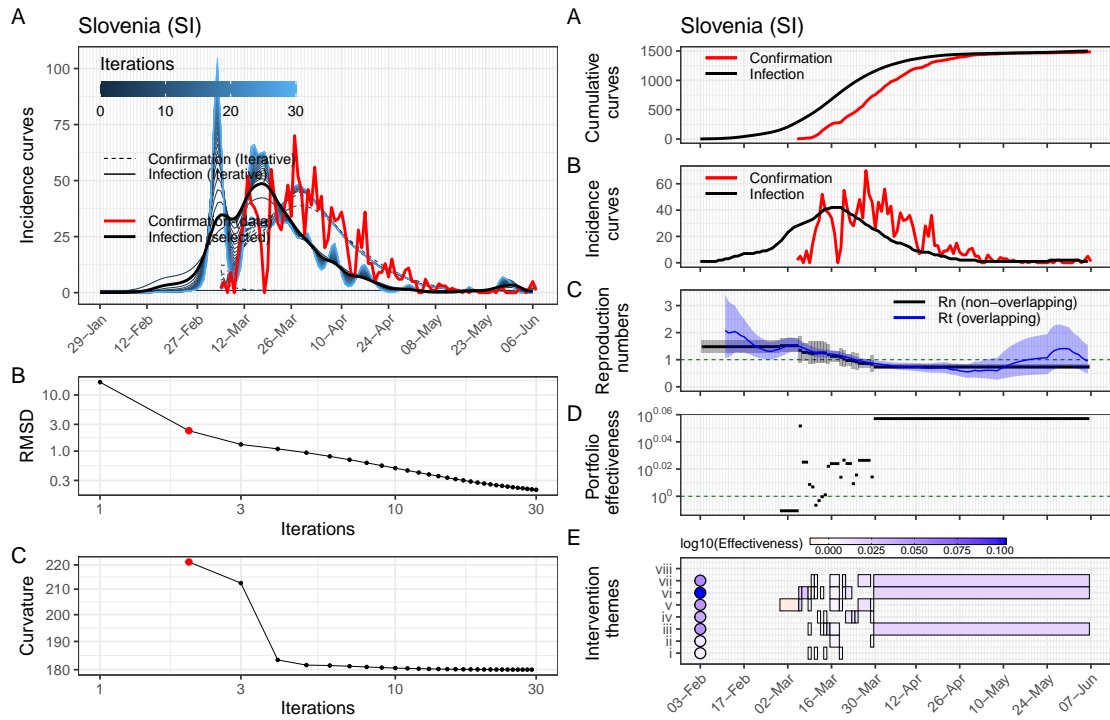 A
Slovenia (SI)
Incidence curves
100
75
50
25
0
Iterations
0 10 20 30
Confirmation (Iterative)
Infection (Iterative)
Confirmation (data)
Infection (selected)
29–Jan
12–Feb
27–Feb
12–Mar
26–Mar
10–Apr
24–Apr
08–May
23–May
06–Jun
B
RMSD
10.0
3.0
1.0
0.3
1 3 10 30
Iterations
C
Curvature
220
210
200
190
180
1 3 10 30
Iterations
A
Slovenia (SI)
Cumulative
curves
1500
1000
500
0
Confirmation
Infection
B
Incidence
curves
60
40
20
0
Confirmation
Infection
C
Reproduction
numbers
3
2
1
0
Rn (non−overlapping)
Rt (overlapping)
D
Portfolio
effectiveness
10^0.06
10^0.04
10^0.02
10^0
E
log10(Effectiveness)
0.000 0.025 0.050 0.075 0.100
Intervention
themes
viii
vii
vi
v
iv
iii
ii
i
03–Feb
17–Feb
02–Mar
16–Mar
30–Mar
12–Apr
26–Apr
10–May
24–May
07–Jun